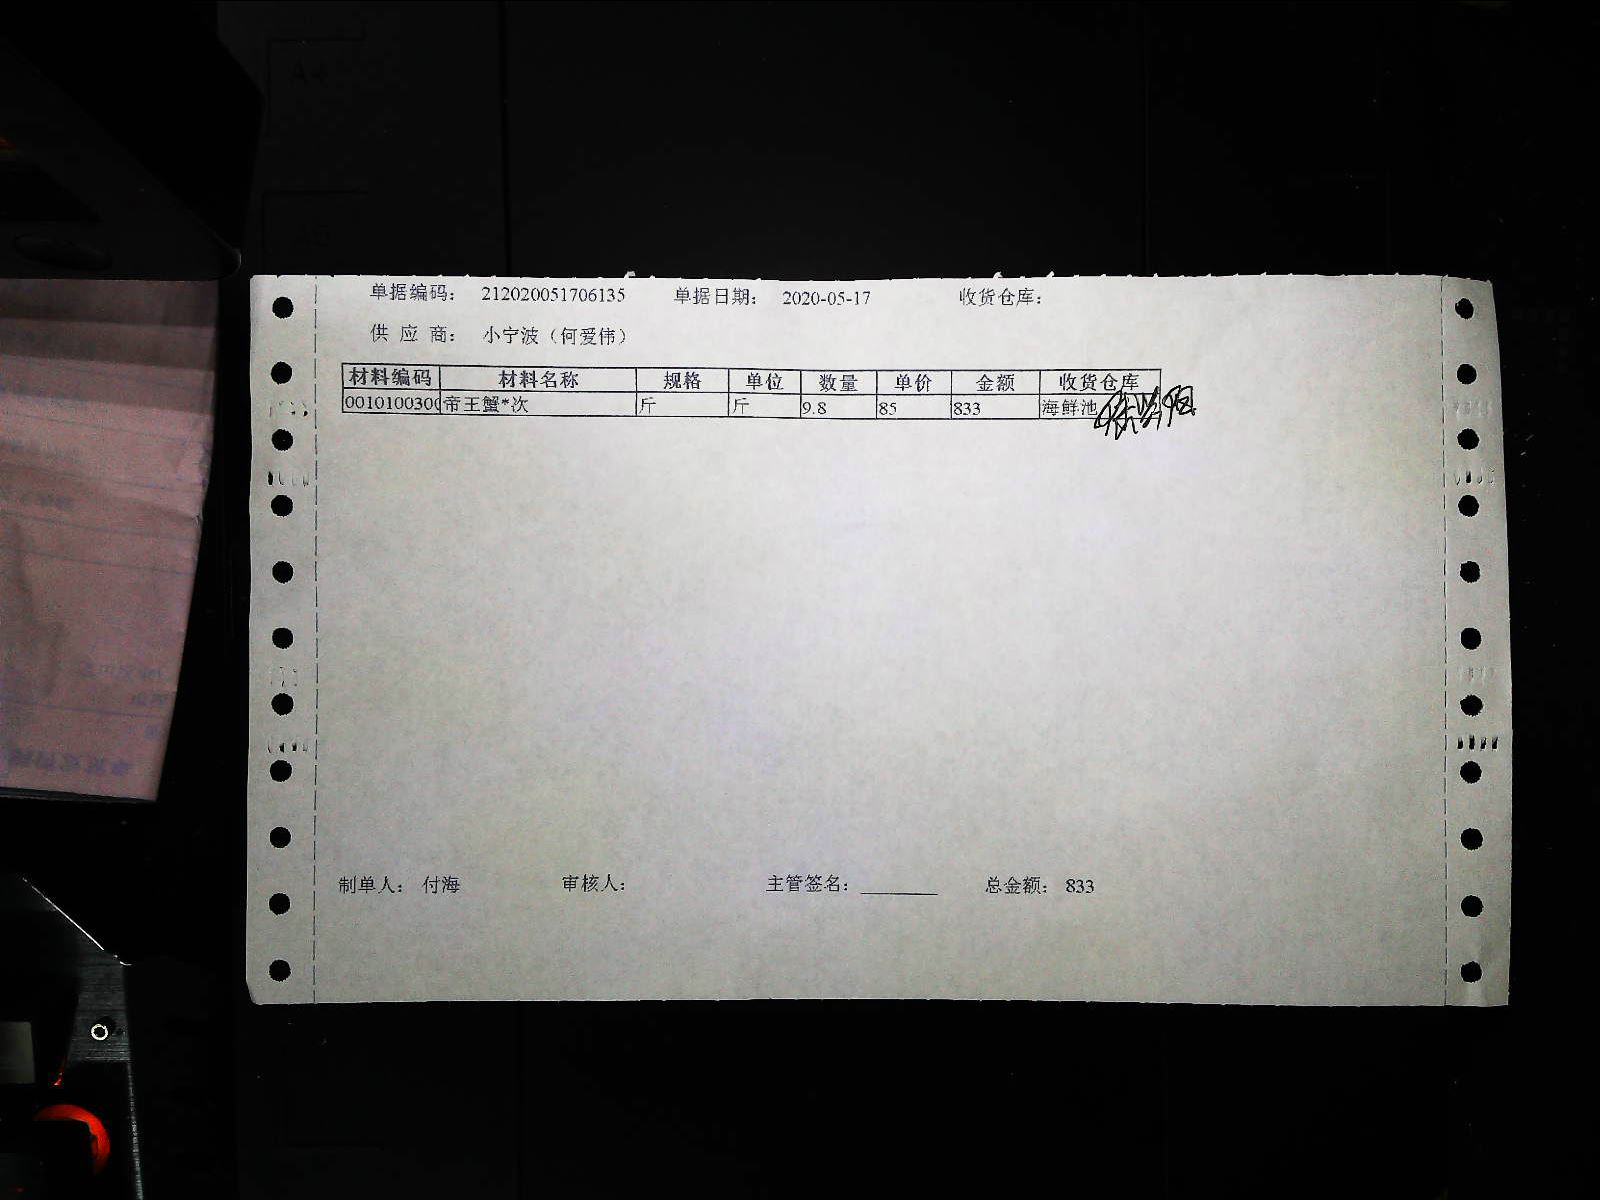 单据编码： 212020051706135 单据日期： 2020-05-17 收货仓库：
供 应 商： 小宁波（何爱伟）
材料编码 材料名称 规格 单位 数量 单价 金额 收货仓库
0010100300 帝王蟹*次 斤 斤 9.8 85 833 海鲜池
制单人： 付海 审核人： 主管签名： 总金额： 833